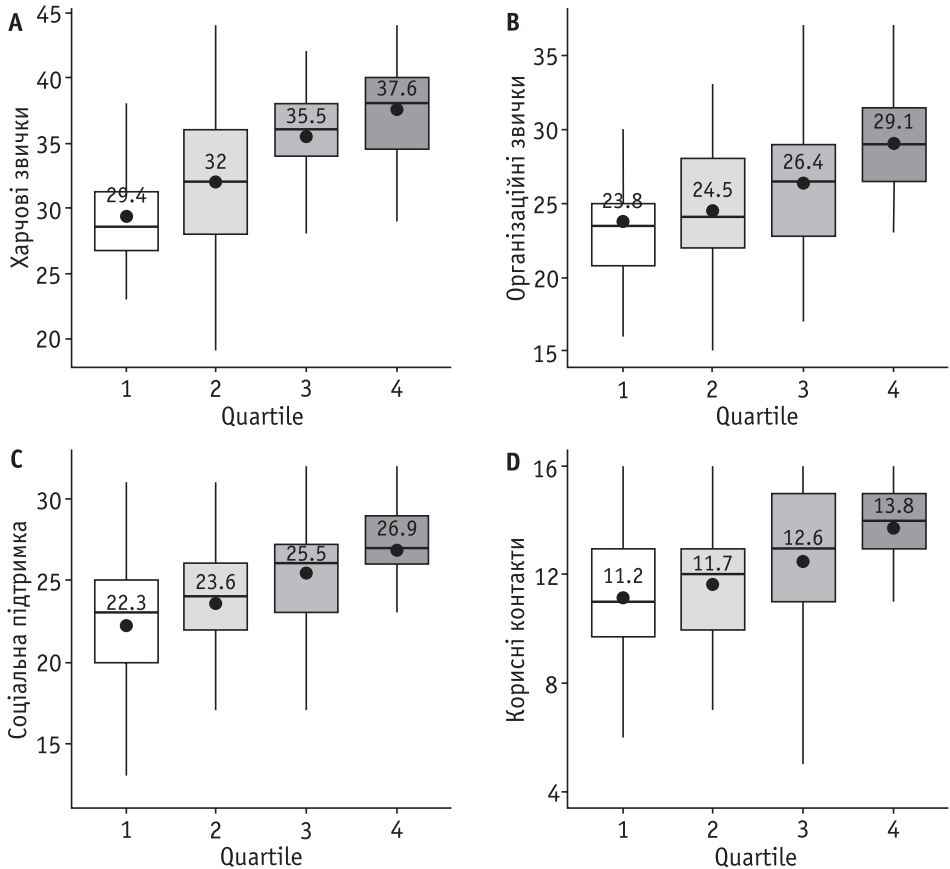 A
Харчові звички
45
40
35
30
25
20
29.4
32
35.5
37.6
1 2 3 4
Quartile
B
Організаційні звички
35
30
25
20
15
23.8
24.5
26.4
29.1
1 2 3 4
Quartile
C
Соціальна підтримка
30
25
20
15
22.3
23.6
25.5
26.9
1 2 3 4
Quartile
D
Корисні контакти
16
12
8
4
11.2
11.7
12.6
13.8
1 2 3 4
Quartile